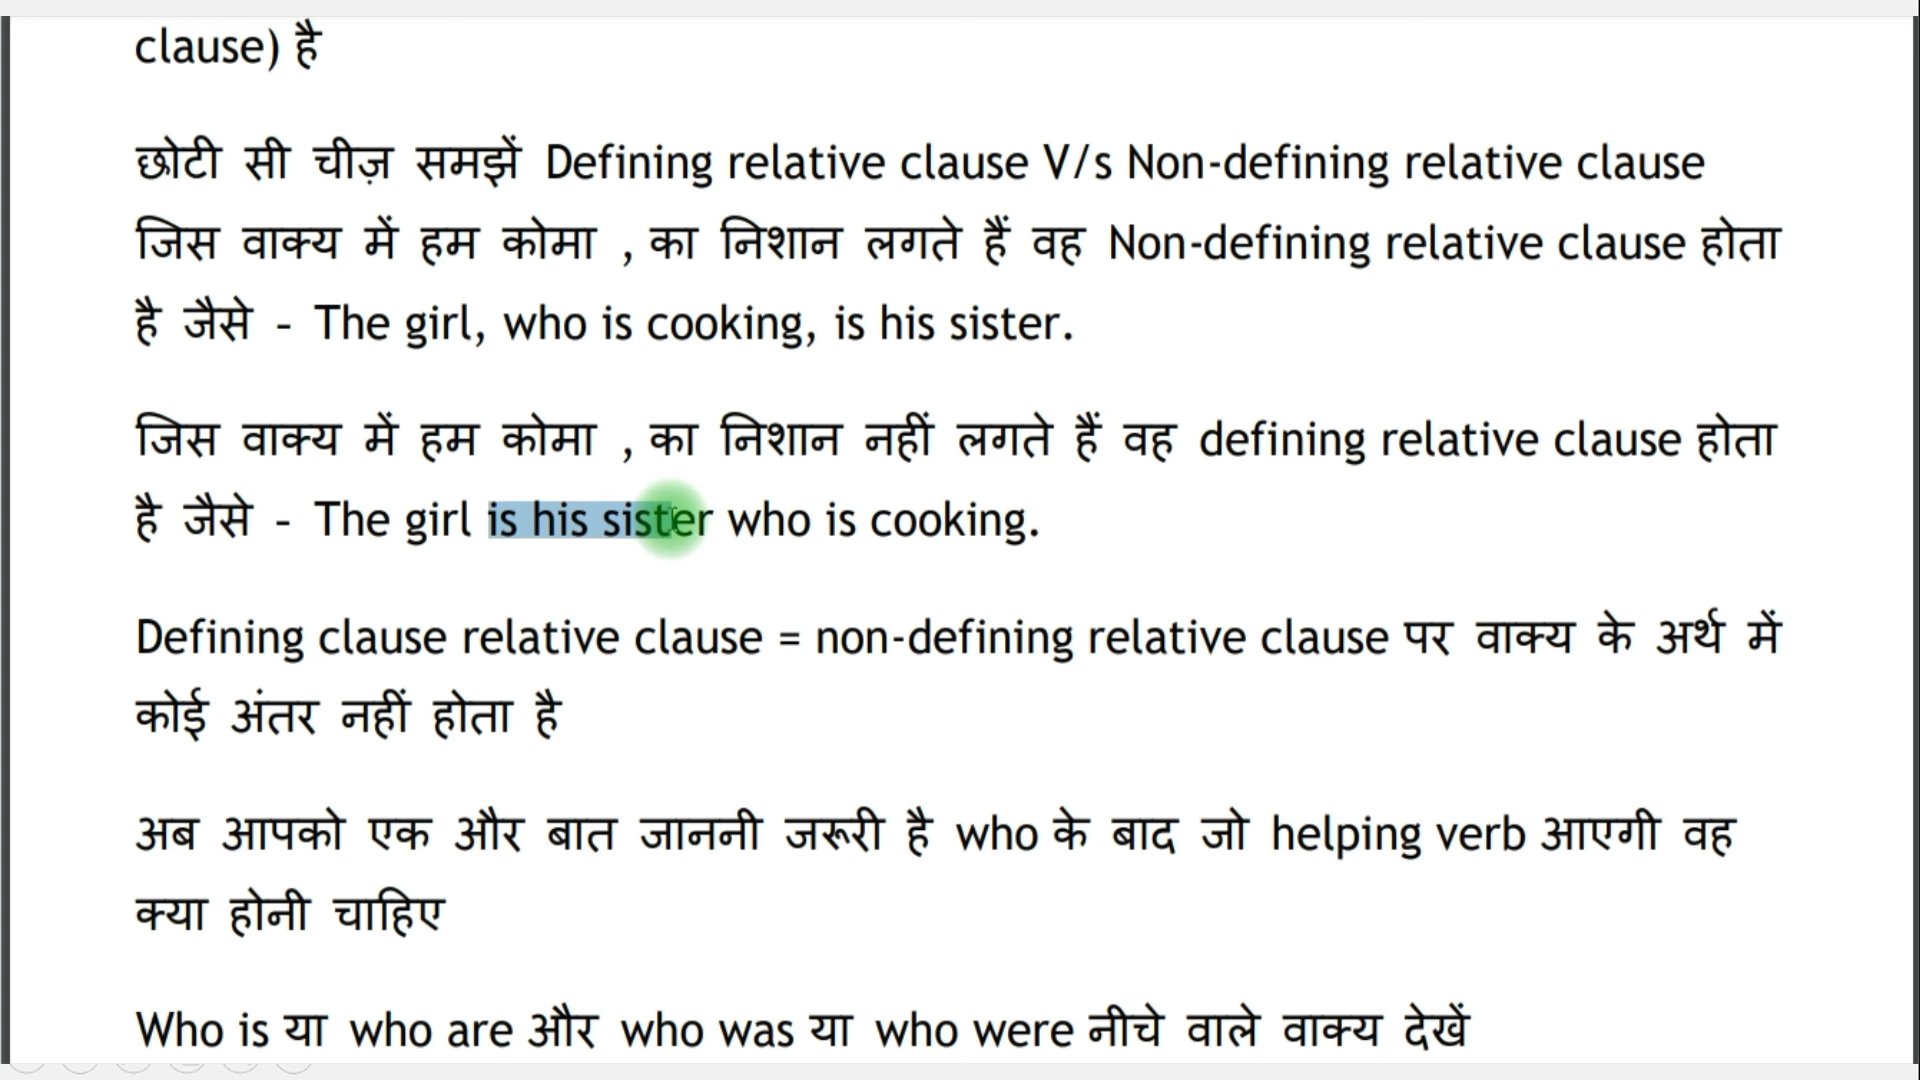 clause) है
छोटी सी चीज़ समझें Defining relative clause V/s Non-defining relative clause
जिस वाक्य में हम कोमा , का निशान लगते हैं वह Non-defining relative clause होता
है जैसे - The girl, who is cooking, is his sister.
जिस वाक्य में हम कोमा , का निशान नहीं लगते हैं वह defining relative clause होता
है जैसे - The girl is his sister who is cooking.
Defining clause relative clause = non-defining relative clause पर वाक्य के अर्थ में
कोई अंतर नहीं होता है
अब आपको एक और बात जाननी जरूरी है who के बाद जो helping verb आएगी वह
क्या होनी चाहिए
Who is या who are और who was या who were नीचे वाले वाक्य देखें